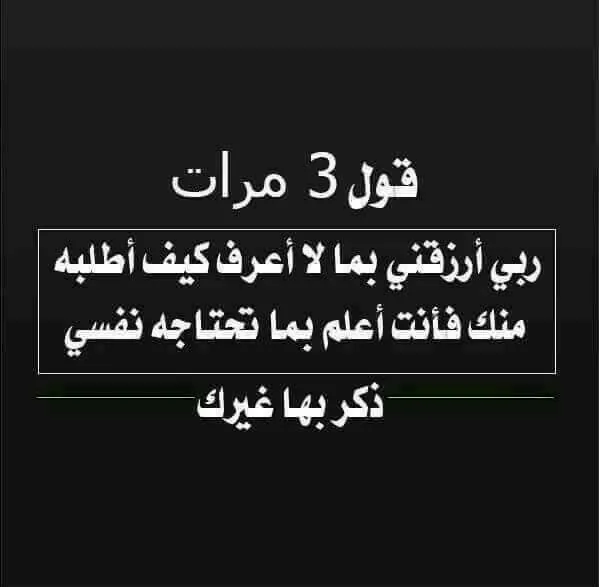 قول 3 مرات
ربي أرزقني بما لا أعرف كيف أطلبه
منك فأنت أعلم بما تحتاجه نفسي
ذكر بها غيرك